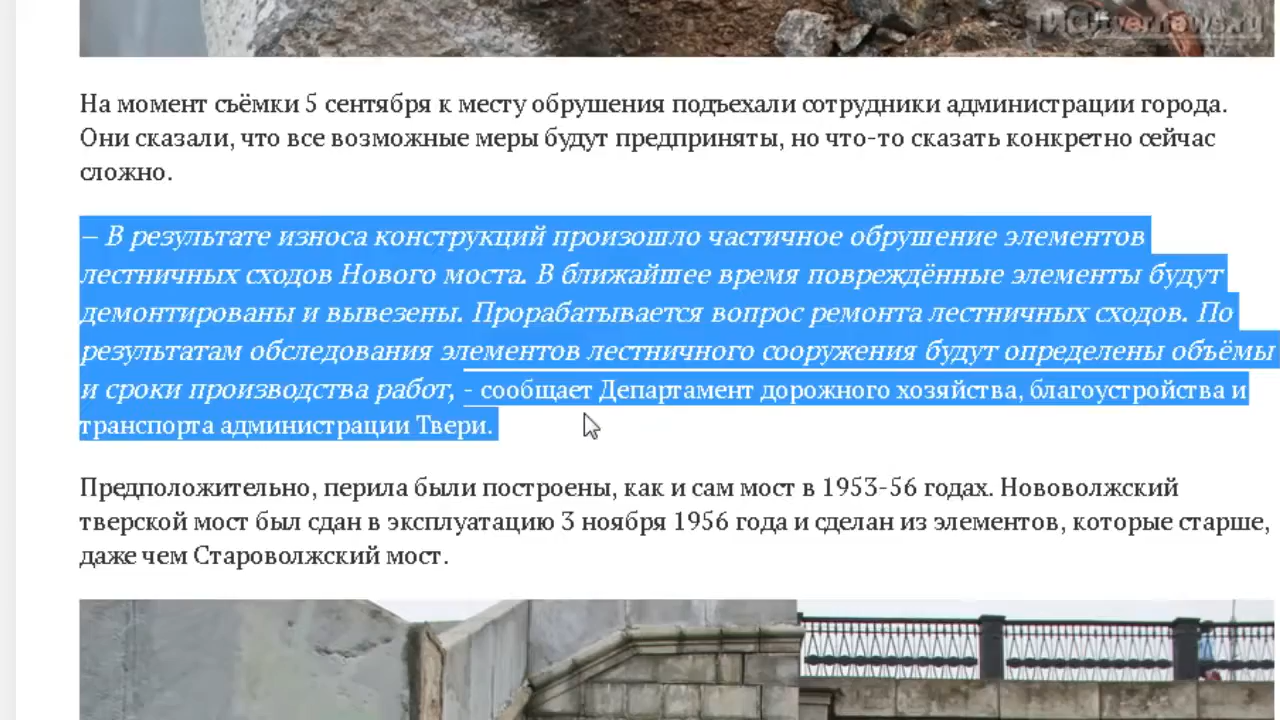 tvernews.ru
На момент съёмки 5 сентября к месту обрушения подъехали сотрудники администрации города.
Они сказали, что все возможные меры будут предприняты, но что-то сказать конкретно сейчас
сложно.
– В результате износа конструкций произошло частичное обрушение элементов
лестничных сходов Нового моста. В ближайшее время повреждённые элементы будут
демонтированы и вывезены. Прорабатывается вопрос ремонта лестничных сходов. По
результатам обследования элементов лестничного сооружения будут определены объёмы
и сроки производства работ, - сообщает Департамент дорожного хозяйства, благоустройства и
транспорта администрации Твери.
Предположительно, перила были построены, как и сам мост в 1953-56 годах. Нововолжский
тверской мост был сдан в эксплуатацию 3 ноября 1956 года и сделан из элементов, которые старше,
даже чем Староволжский мост.